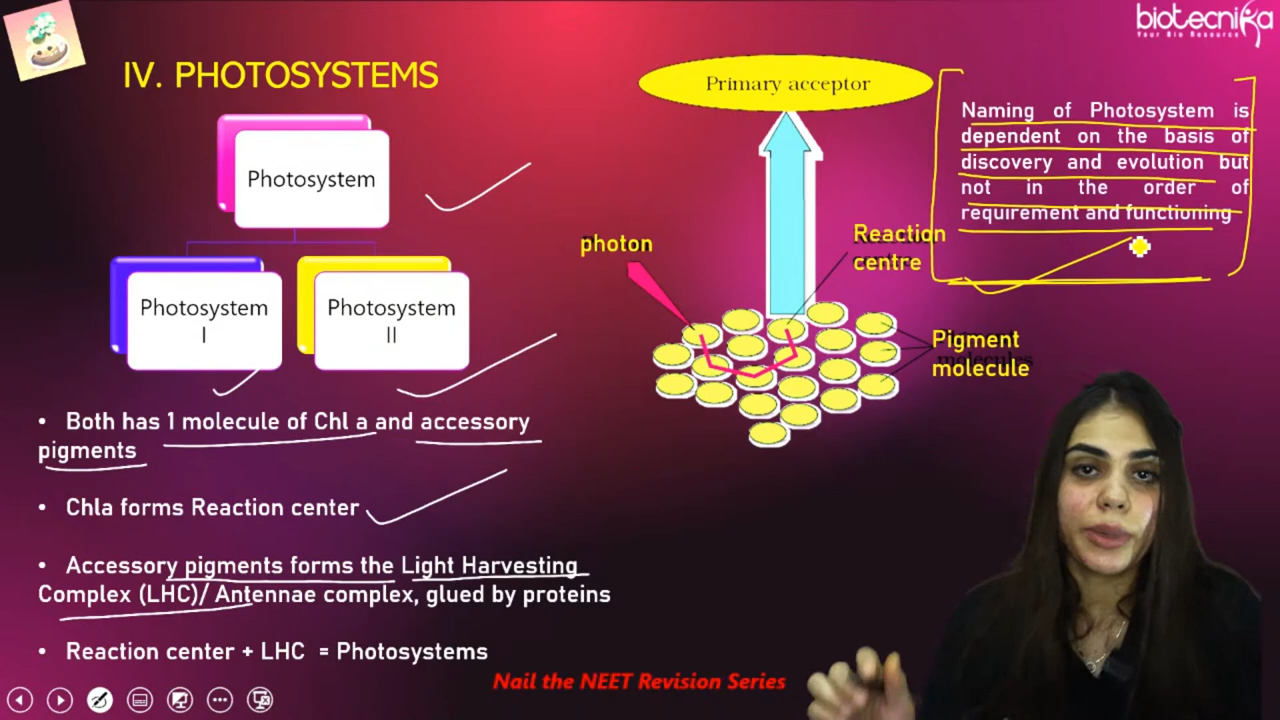 biotecnika
Your Bio Resource
IV. PHOTOSYSTEMS
Photosystem
Photosystem
I
Photosystem
II
• Both has 1 molecule of Chl a and accessory
pigments
• Chla forms Reaction center
• Accessory pigments forms the Light Harvesting
Complex (LHC)/ Antennae complex, glued by proteins
• Reaction center + LHC = Photosystems
Primary acceptor
photon
Reaction
centre
Pigment
molecule
Naming of Photosystem is
dependent on the basis of
discovery and evolution but
not in the order of
requirement and functioning
Nail the NEET Revision Series